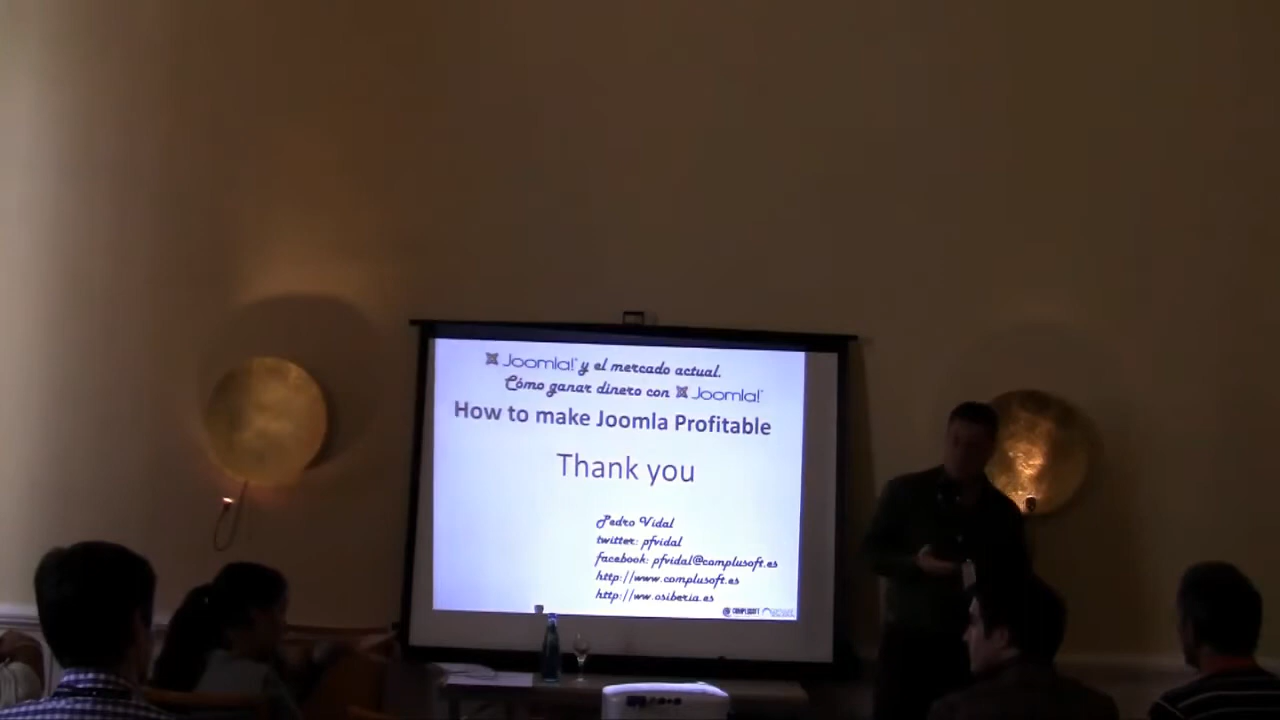 Joomla! y el mercado actual.
Cómo ganar dinero con Joomla!
How to make Joomla Profitable
Thank you
Pedro Vidal
twitter: pfvidal
facebook: pfvidal@complusoft.es
http://www.complusoft.es
http://ww.osiberia.es
COMPLUSOFT